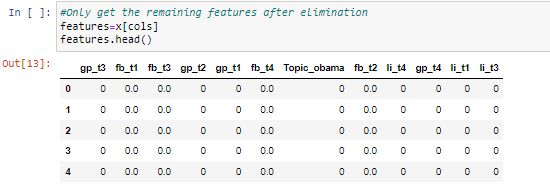 In [ ]: #Only get the remaining features after elimination
features=x[cols]
features.head()
Out[13]:
gp_t3 fb_t1 fb_t3 gp_t2 gp_t1 fb_t4 Topic_obama fb_t2 li_t4 gp_t4 li_t1 li_t3
0 0 0.0 0.0 0 0 0.0 0 0.0 0 0 0 0
1 0 0.0 0.0 0 0 0.0 0 0.0 0 0 0 0
2 0 0.0 0.0 0 0 0.0 0 0.0 0 0 0 0
3 0 0.0 0.0 0 0 0.0 0 0.0 0 0 0 0
4 0 0.0 0.0 0 0 0.0 0 0.0 0 0 0 0